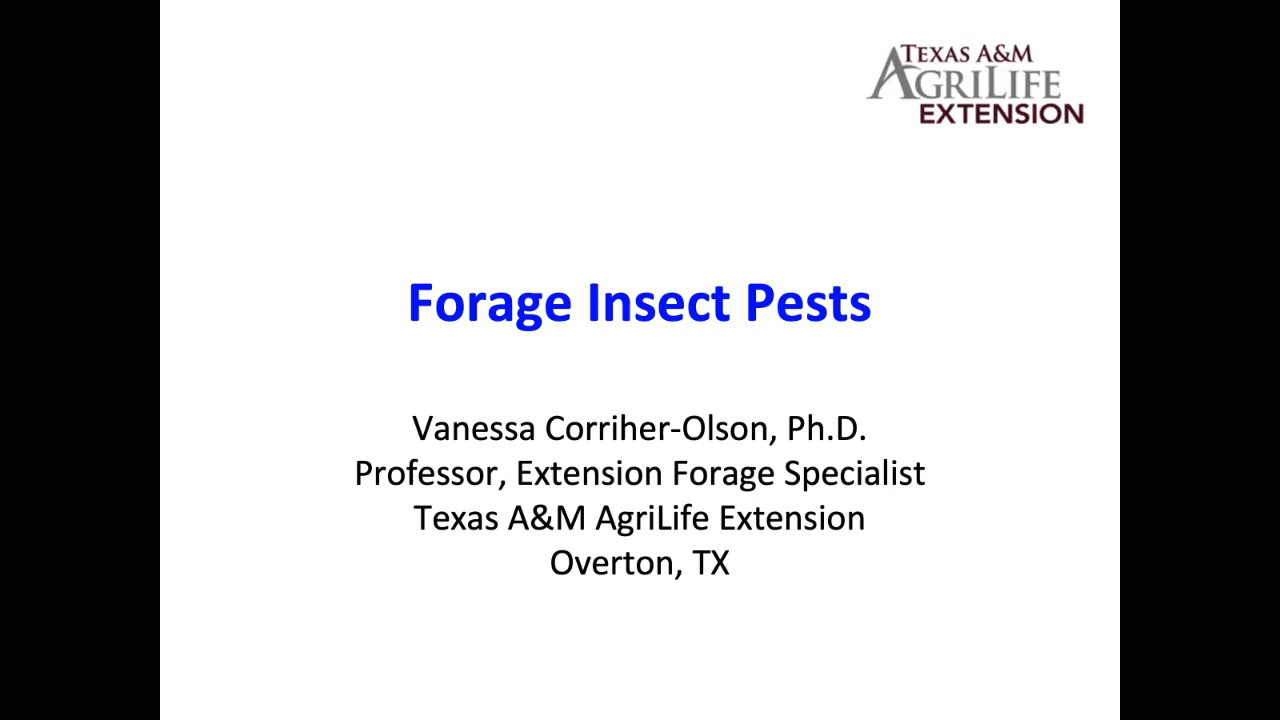 TEXAS A&M
AGRILIFE
EXTENSION
Forage Insect Pests
Vanessa Corriher-Olson, Ph.D.
Professor, Extension Forage Specialist
Texas A&M AgriLife Extension
Overton, TX